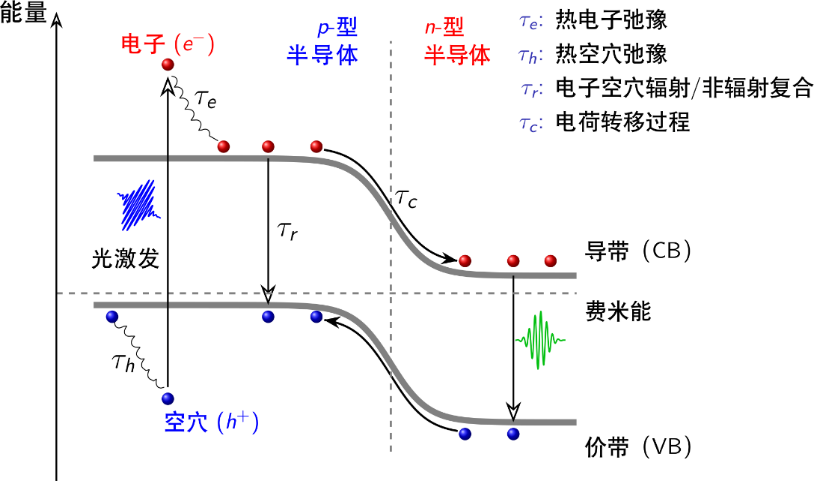 能量
p-型
半导体
n-型
半导体
τe: 热电子弛豫
τh: 热空穴弛豫
τr: 电子空穴辐射/非辐射复合
τc: 电荷转移过程
电子 (e−)
τe
τc
τr
光激发
导带 (CB)
费米能
τh
空穴 (h+)
价带 (VB)